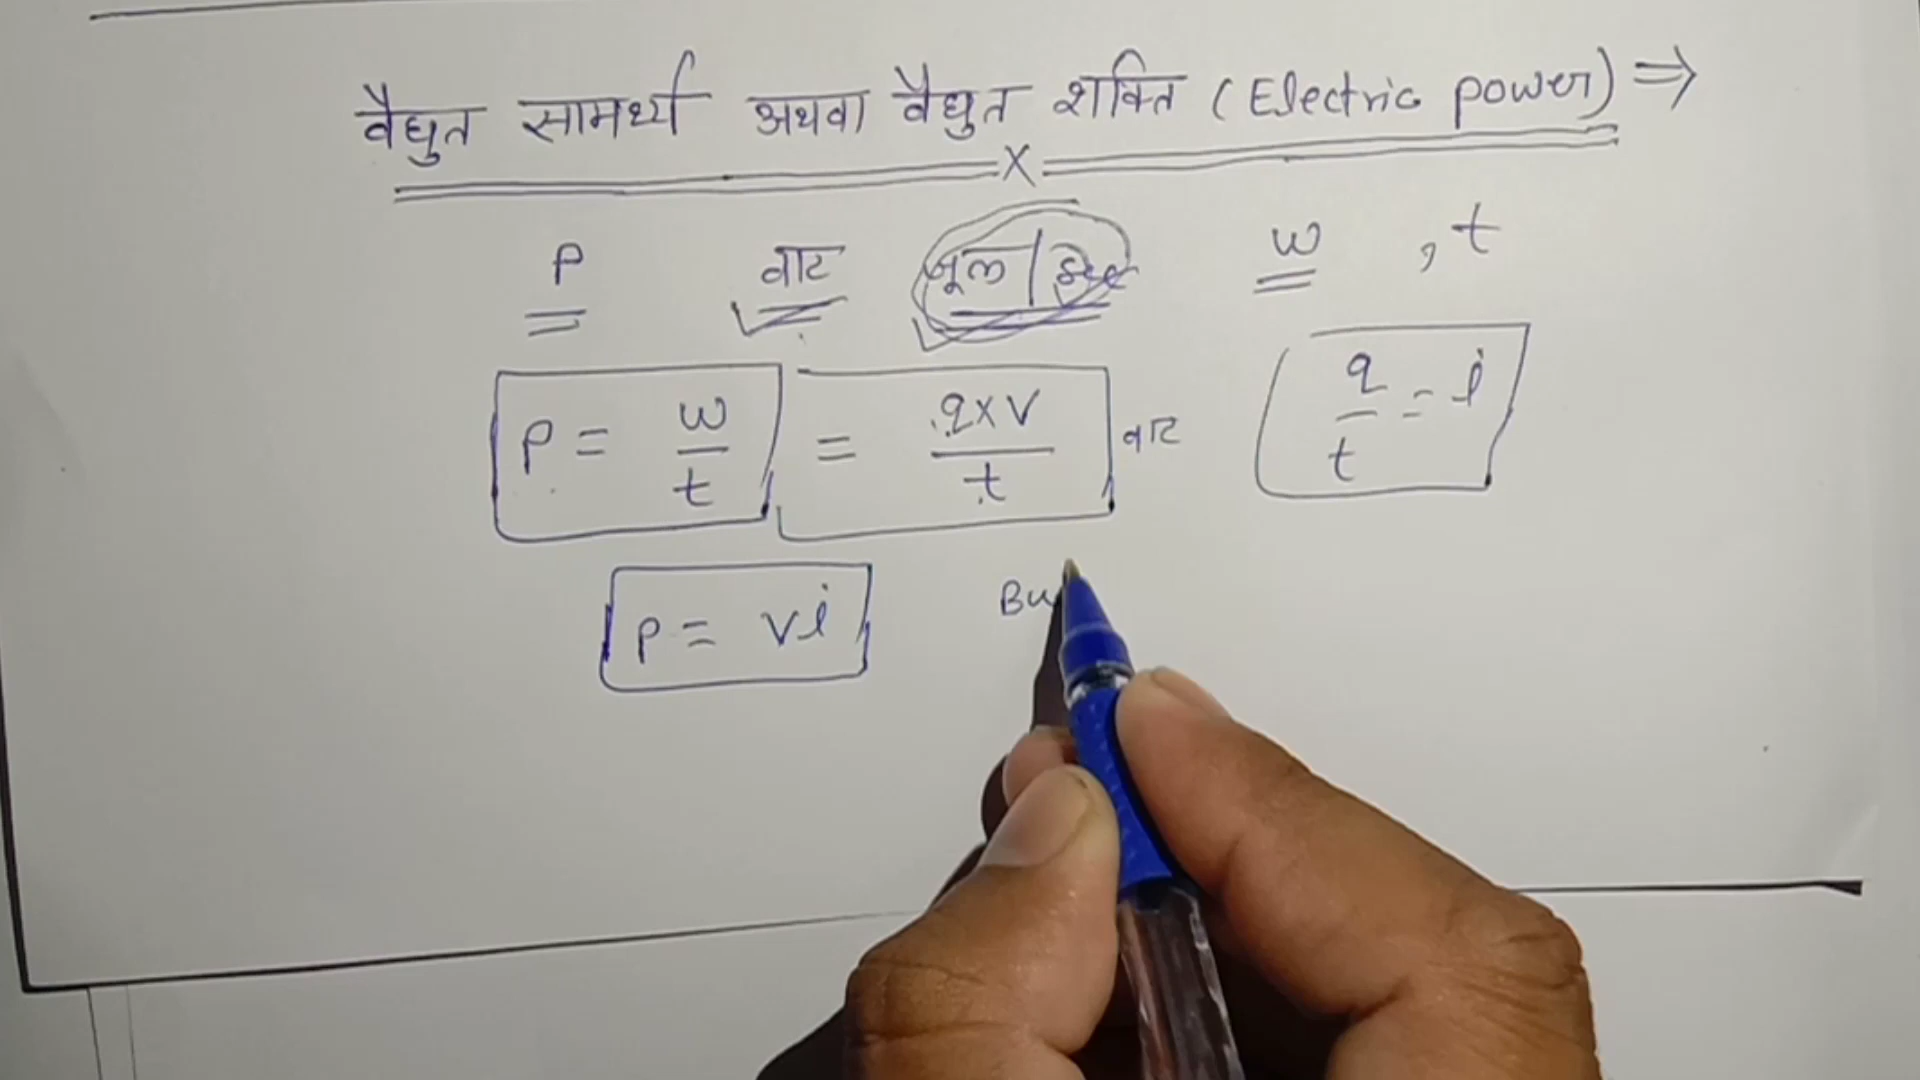 वैद्युत सामर्थ्य अथवा वैद्युत शक्ति (Electric power) ⇒
X
P वाट जूल/ w , t
P = w/t = q×v/t वाट q/t = i
P = vi Bu